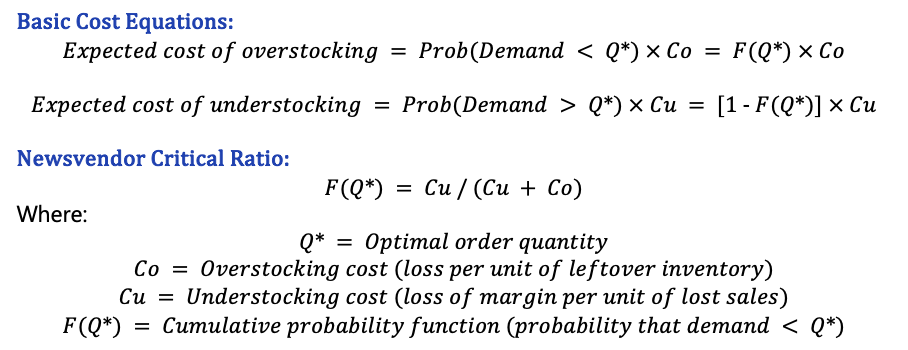 Basic Cost Equations:
Expected cost of overstocking = Prob(Demand < Q*) × Co = F(Q*) × Co
Expected cost of understocking = Prob(Demand > Q*) × Cu = [1 - F(Q*)] × Cu
Newsvendor Critical Ratio:
F(Q*) = Cu / (Cu + Co)
Where:
Q* = Optimal order quantity
Co = Overstocking cost (loss per unit of leftover inventory)
Cu = Understocking cost (loss of margin per unit of lost sales)
F(Q*) = Cumulative probability function (probability that demand < Q*)